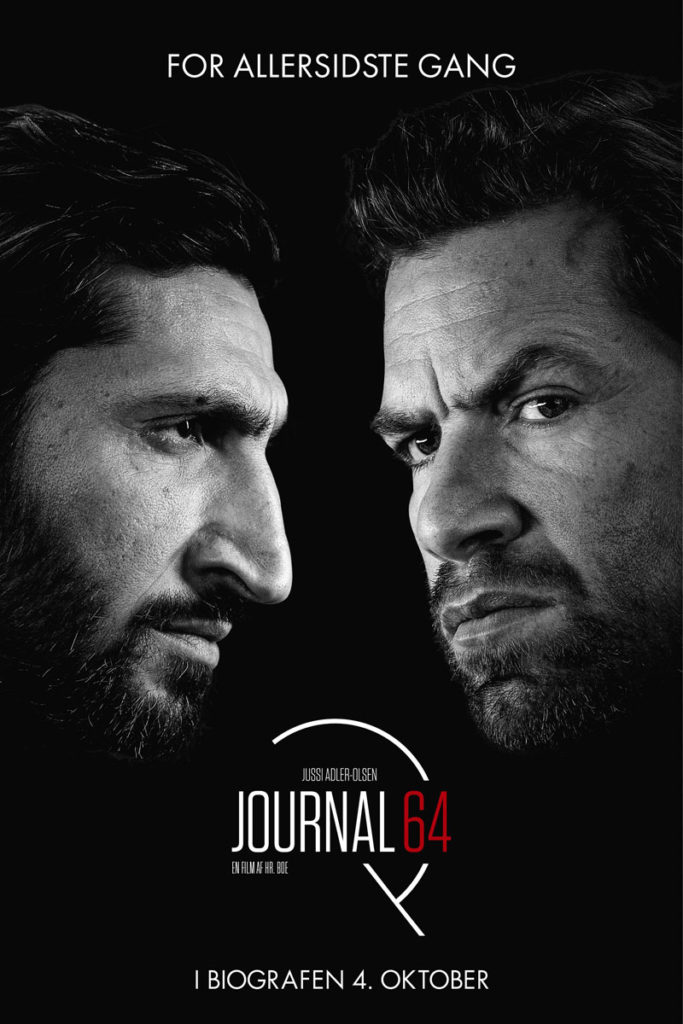 FOR ALLERSIDSTE GANG
JUSSI ADLER-OLSEN
JOURNAL 64
EN FILM AF HR. BOE
I BIOGRAFEN 4. OKTOBER